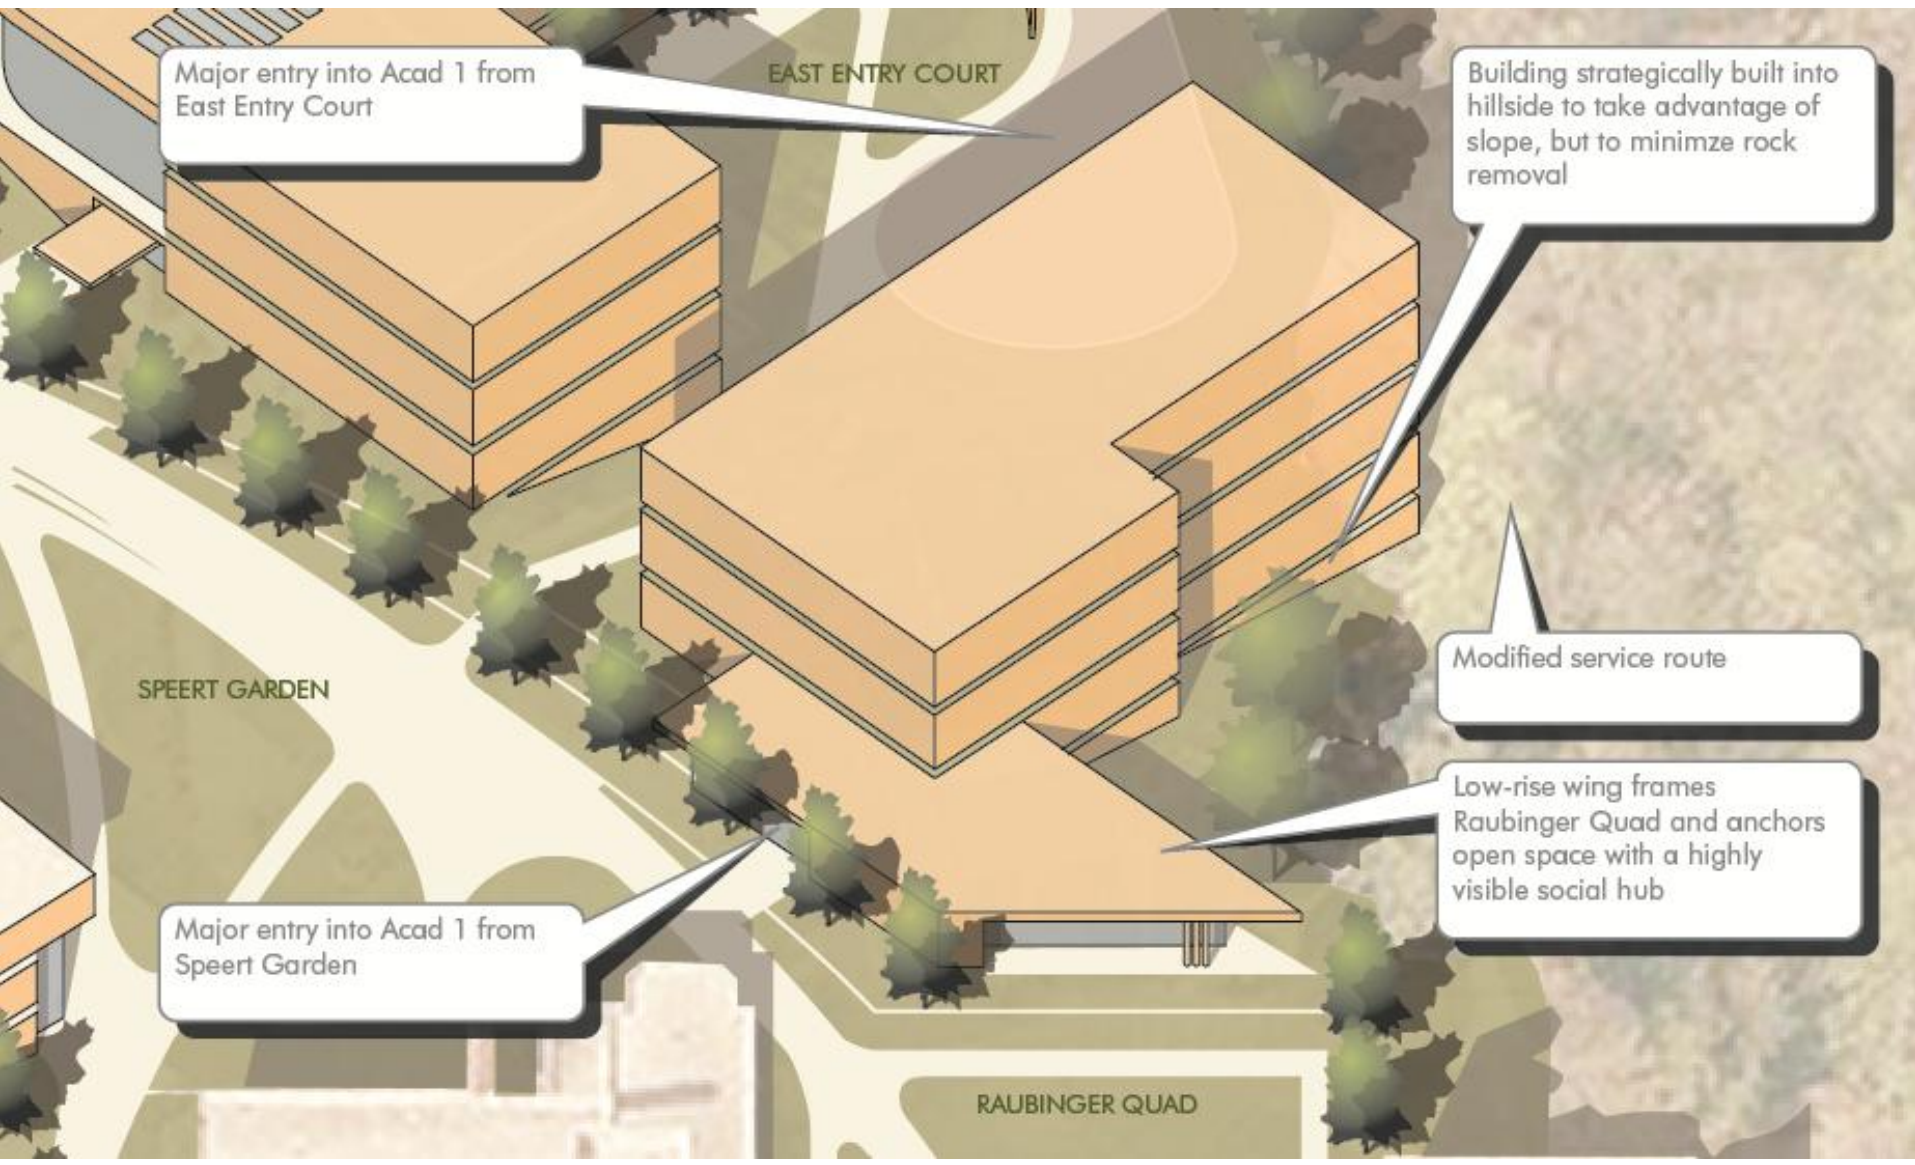 Major entry into Acad 1 from
East Entry Court
EAST ENTRY COURT
Building strategically built into
hillside to take advantage of
slope, but to minimze rock
removal
SPEERT GARDEN
Modified service route
Low-rise wing frames
Raubinger Quad and anchors
open space with a highly
visible social hub
Major entry into Acad 1 from
Speert Garden
RAUBINGER QUAD